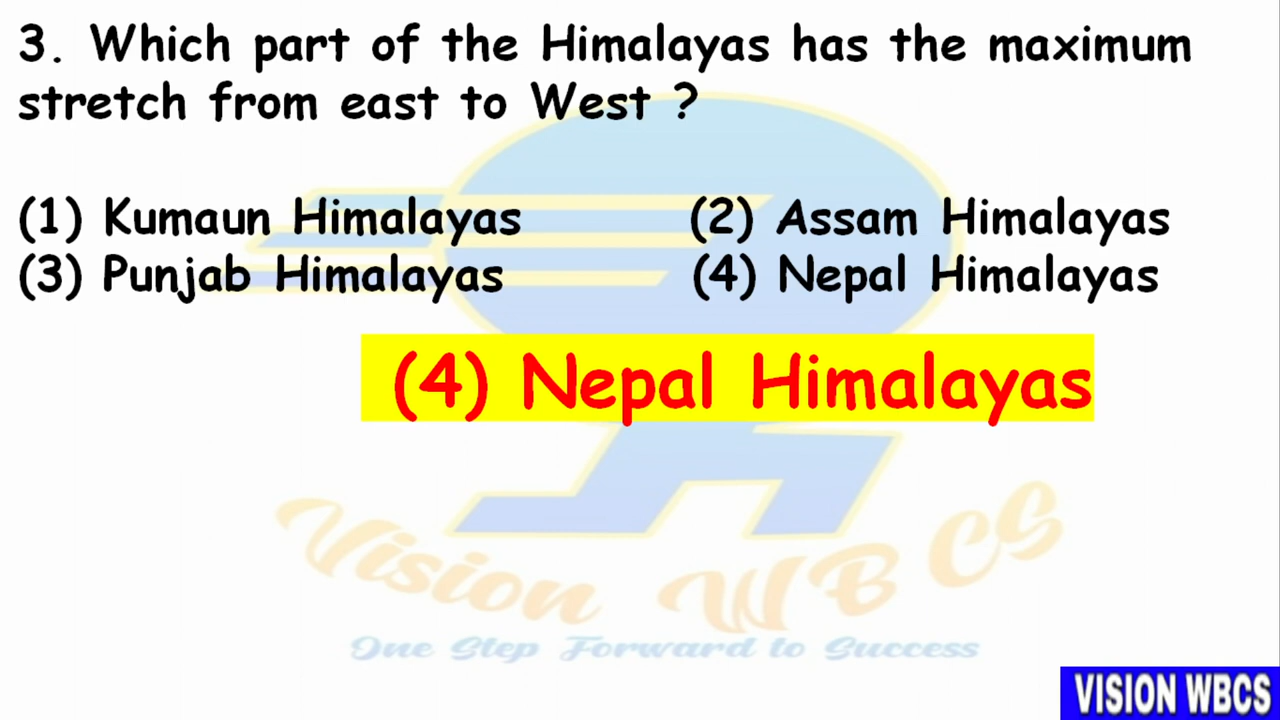 3. Which part of the Himalayas has the maximum
stretch from east to West ?
(1) Kumaun Himalayas (2) Assam Himalayas
(3) Punjab Himalayas (4) Nepal Himalayas
(4) Nepal Himalayas
Vision WBCS
One Step Forward to Success
VISION WBCS